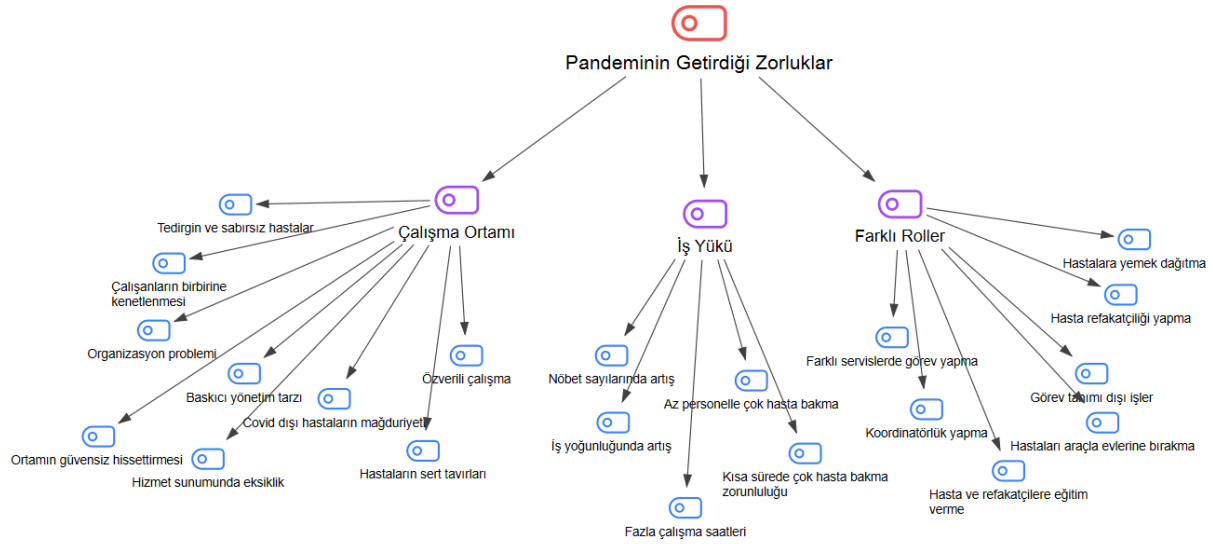 Pandeminin Getirdiği Zorluklar
Çalışma Ortamı
Tedirgin ve sabırsız hastalar
Çalışanların birbirine
kenetlenmesi
Organizasyon problemi
Baskıcı yönetim tarzı
Ortamın güvensiz hissettirmesi
Hizmet sunumunda eksiklik
Covid dışı hastaların mağduriyeti
Hastaların sert tavırları
Özverili çalışma
İş Yükü
Nöbet sayılarında artış
İş yoğunluğunda artış
Fazla çalışma saatleri
Az personelle çok hasta bakma
Kısa sürede çok hasta bakma
zorunluluğu
Farklı Roller
Hastalara yemek dağıtma
Hasta refakatçiliği yapma
Farklı servislerde görev yapma
Görev tanımı dışı işler
Koordinatörlük yapma
Hastaları araçla evlerine bırakma
Hasta ve refakatçilere eğitim
verme